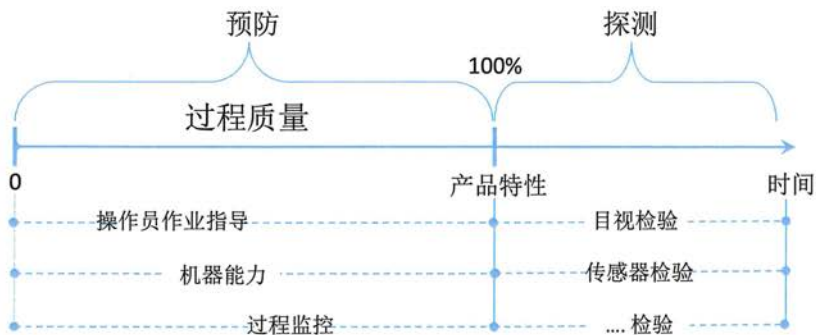 预防 探测
100%
过程质量
0 产品特性 时间
操作员作业指导 目视检验
机器能力 传感器检验
过程监控 .... 检验